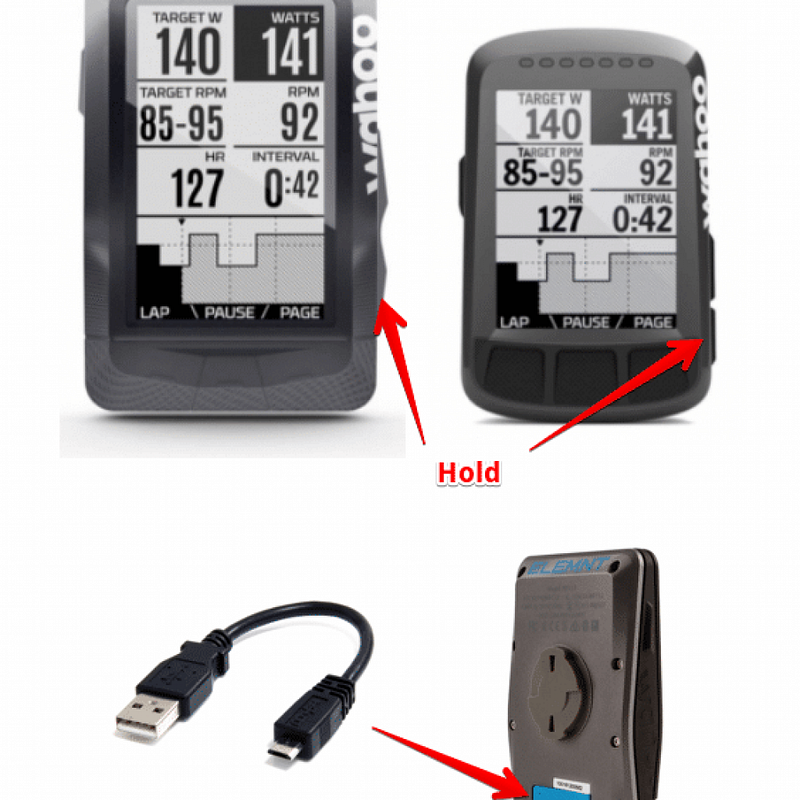 TARGET W WATTS
140 141
TARGET RPM RPM
85-95 92
HR INTERVAL
127 0:42
LAP \ PAUSE / PAGE
wahoo
TARGET W WATTS
140 141
TARGET RPM RPM
85-95 92
HR INTERVAL
127 0:42
LAP \ PAUSE / PAGE
wahoo
Hold
ELEMNT